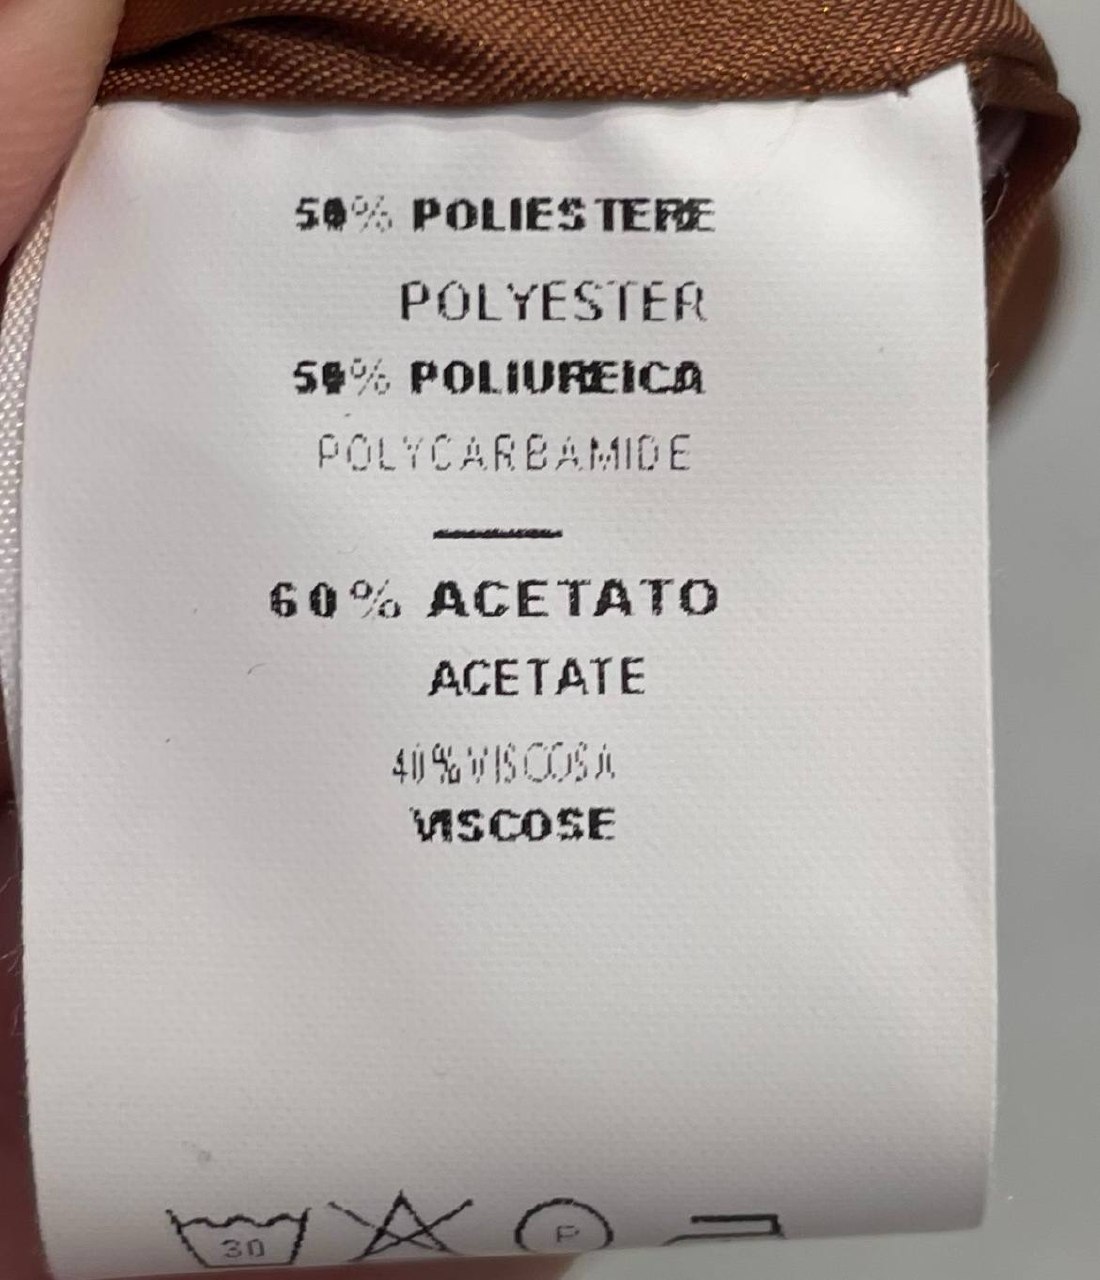 50% POLIESTERE
POLYESTER
50% POLIUREICA
POLYCARBAMIDE
60% ACETATO
ACETATE
40% VISCOSA
VISCOSE
30 P